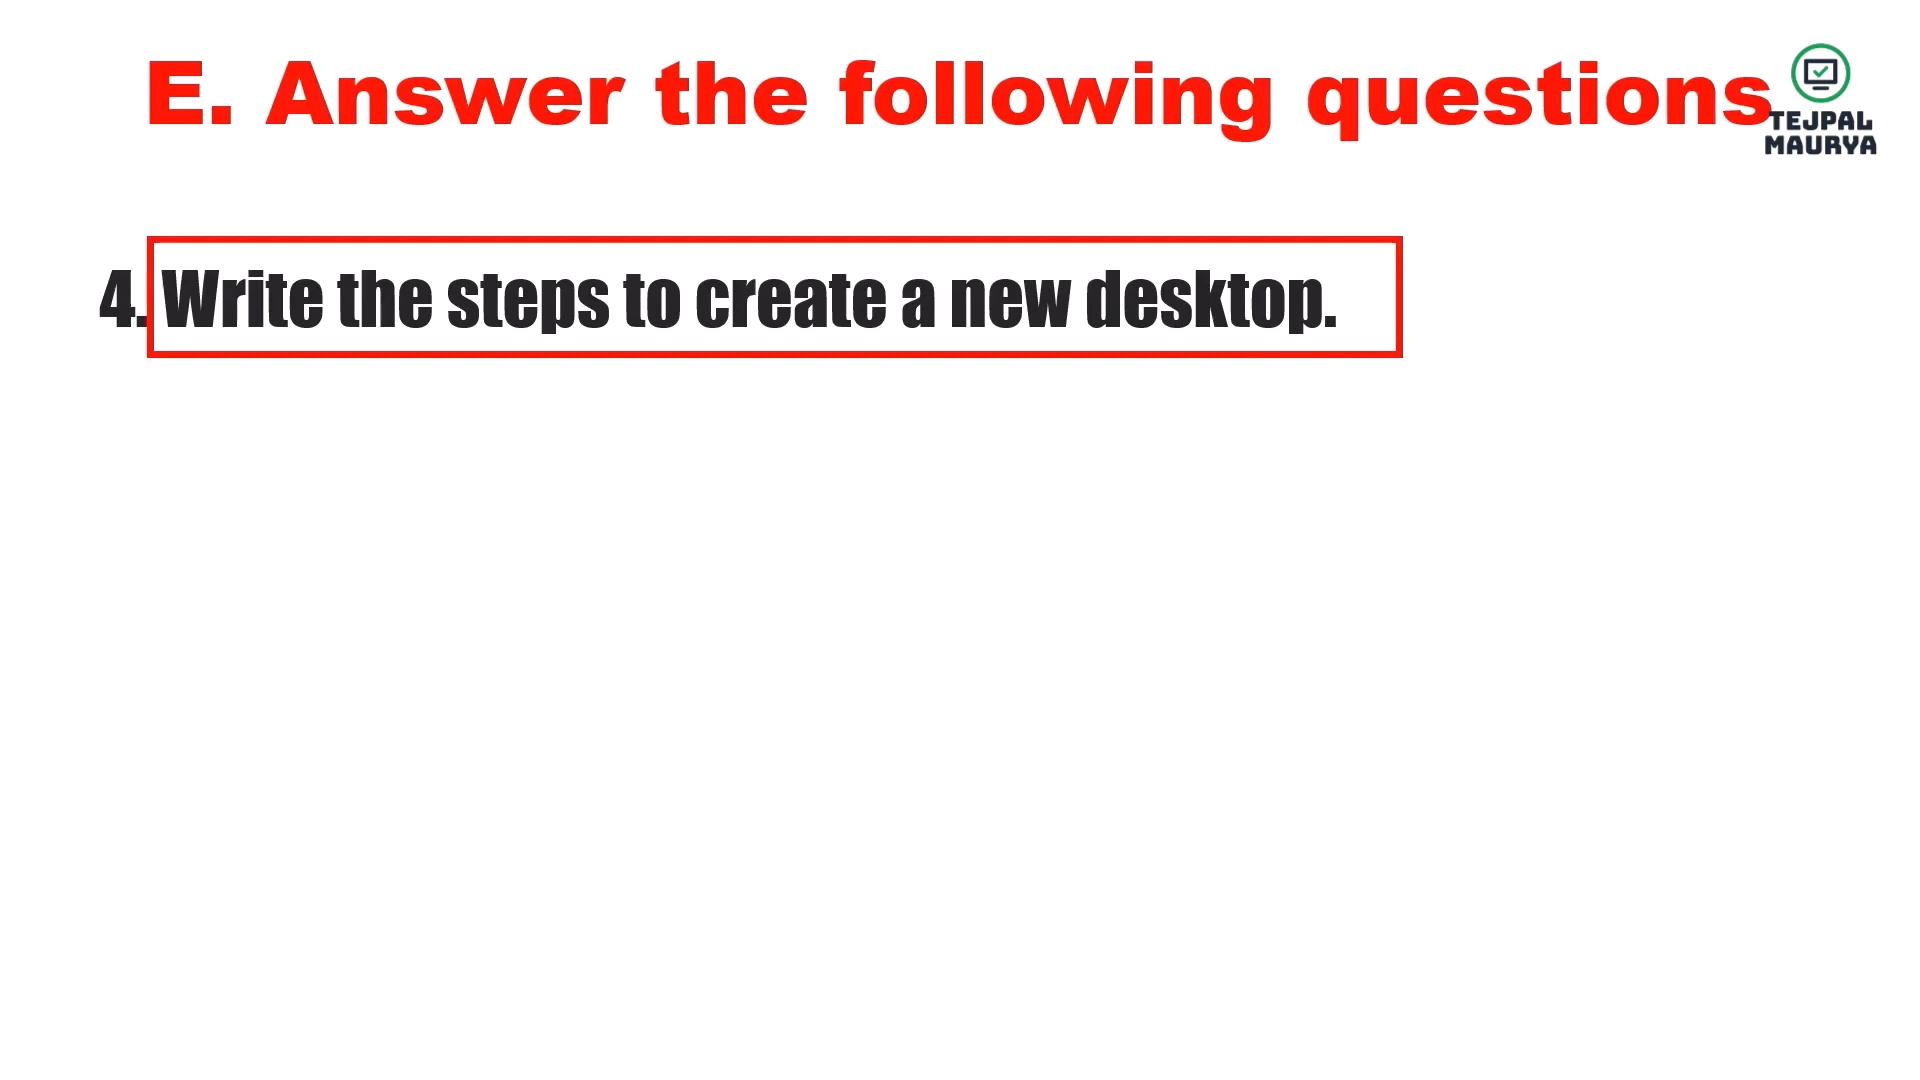 E. Answer the following questions
TEJPAL
MAURYA
4. Write the steps to create a new desktop.